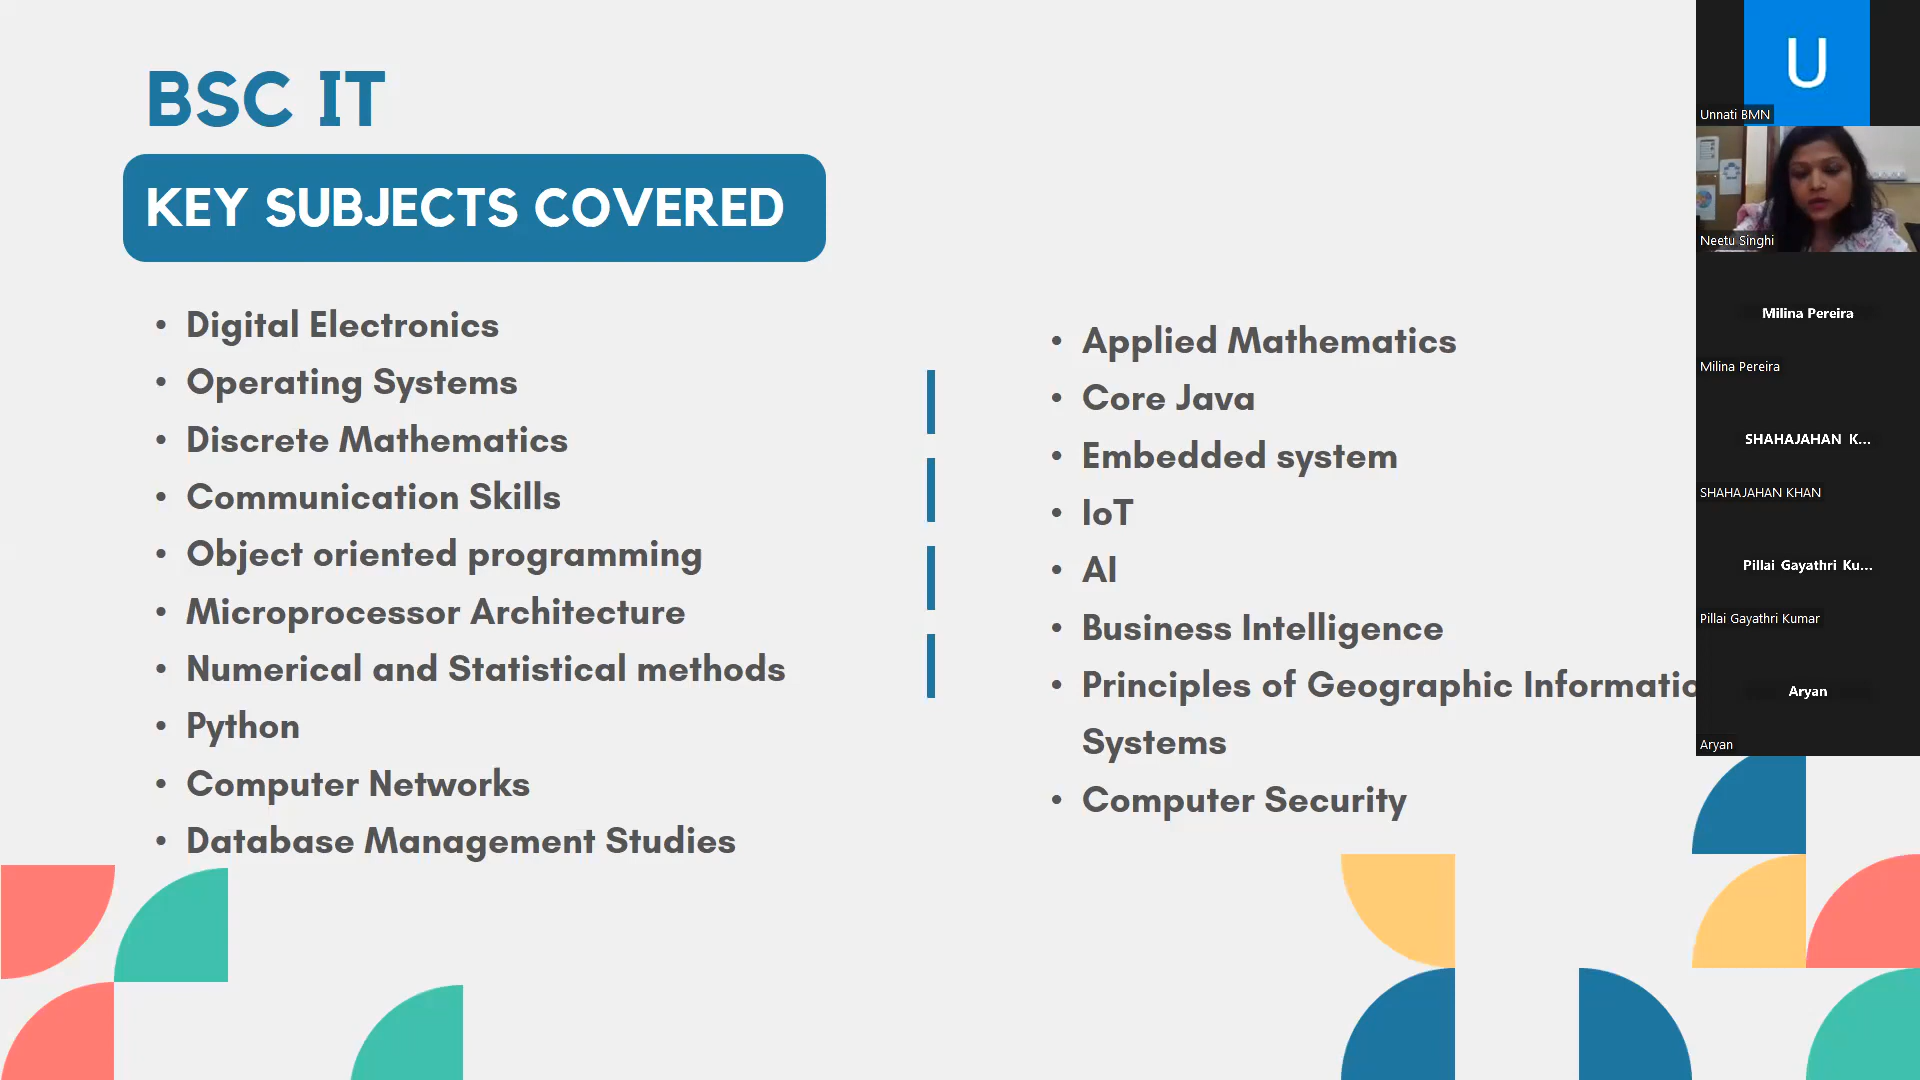 BSC IT
KEY SUBJECTS COVERED
• Digital Electronics
• Operating Systems
• Discrete Mathematics
• Communication Skills
• Object oriented programming
• Microprocessor Architecture
• Numerical and Statistical methods
• Python
• Computer Networks
• Database Management Studies
• Applied Mathematics
• Core Java
• Embedded system
• IoT
• AI
• Business Intelligence
• Principles of Geographic Informatio
Systems
• Computer Security
U
Unnati BMN
Neetu Singhi
Milina Pereira
Milina Pereira
SHAHAJAHAN K...
SHAHAJAHAN KHAN
Pillai Gayathri Ku...
Pillai Gayathri Kumar
Aryan
Aryan